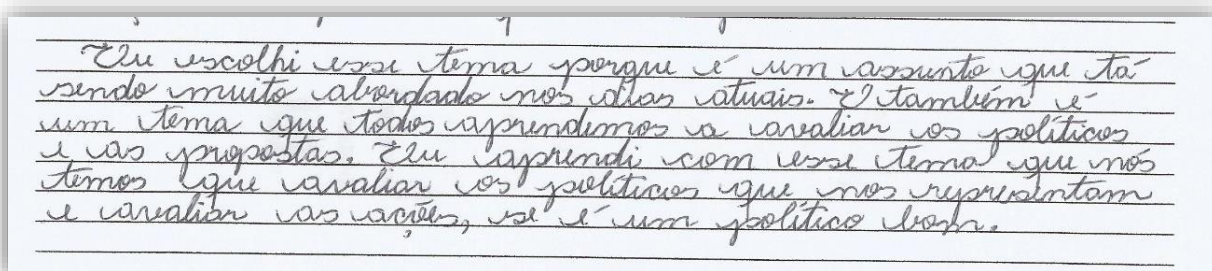 Eu escolhi esse tema porque é um assunto que tá
sendo muito abordado nos dias atuais. E também é
um tema que todos aprendemos a avaliar os políticos
e as propostas. Eu aprendi com esse tema que nós
temos que avaliar os políticos que nos representam
e avaliar as ações, se é um político bom.